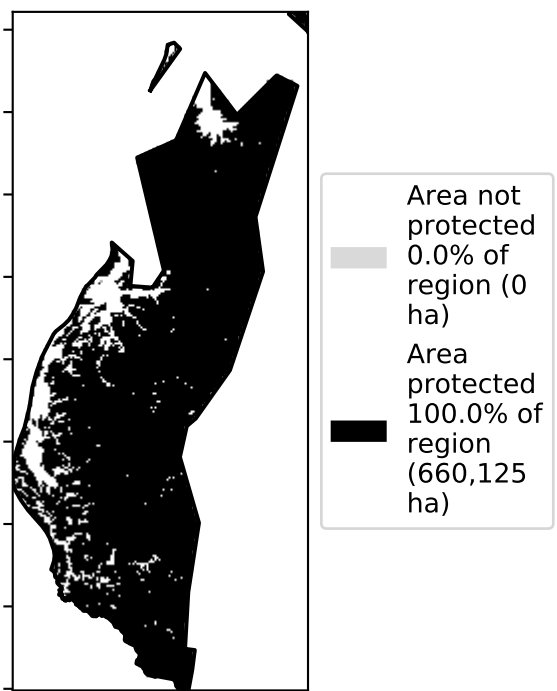 Area not
protected
0.0% of
region (0
ha)
Area
protected
100.0% of
region
(660,125
ha)